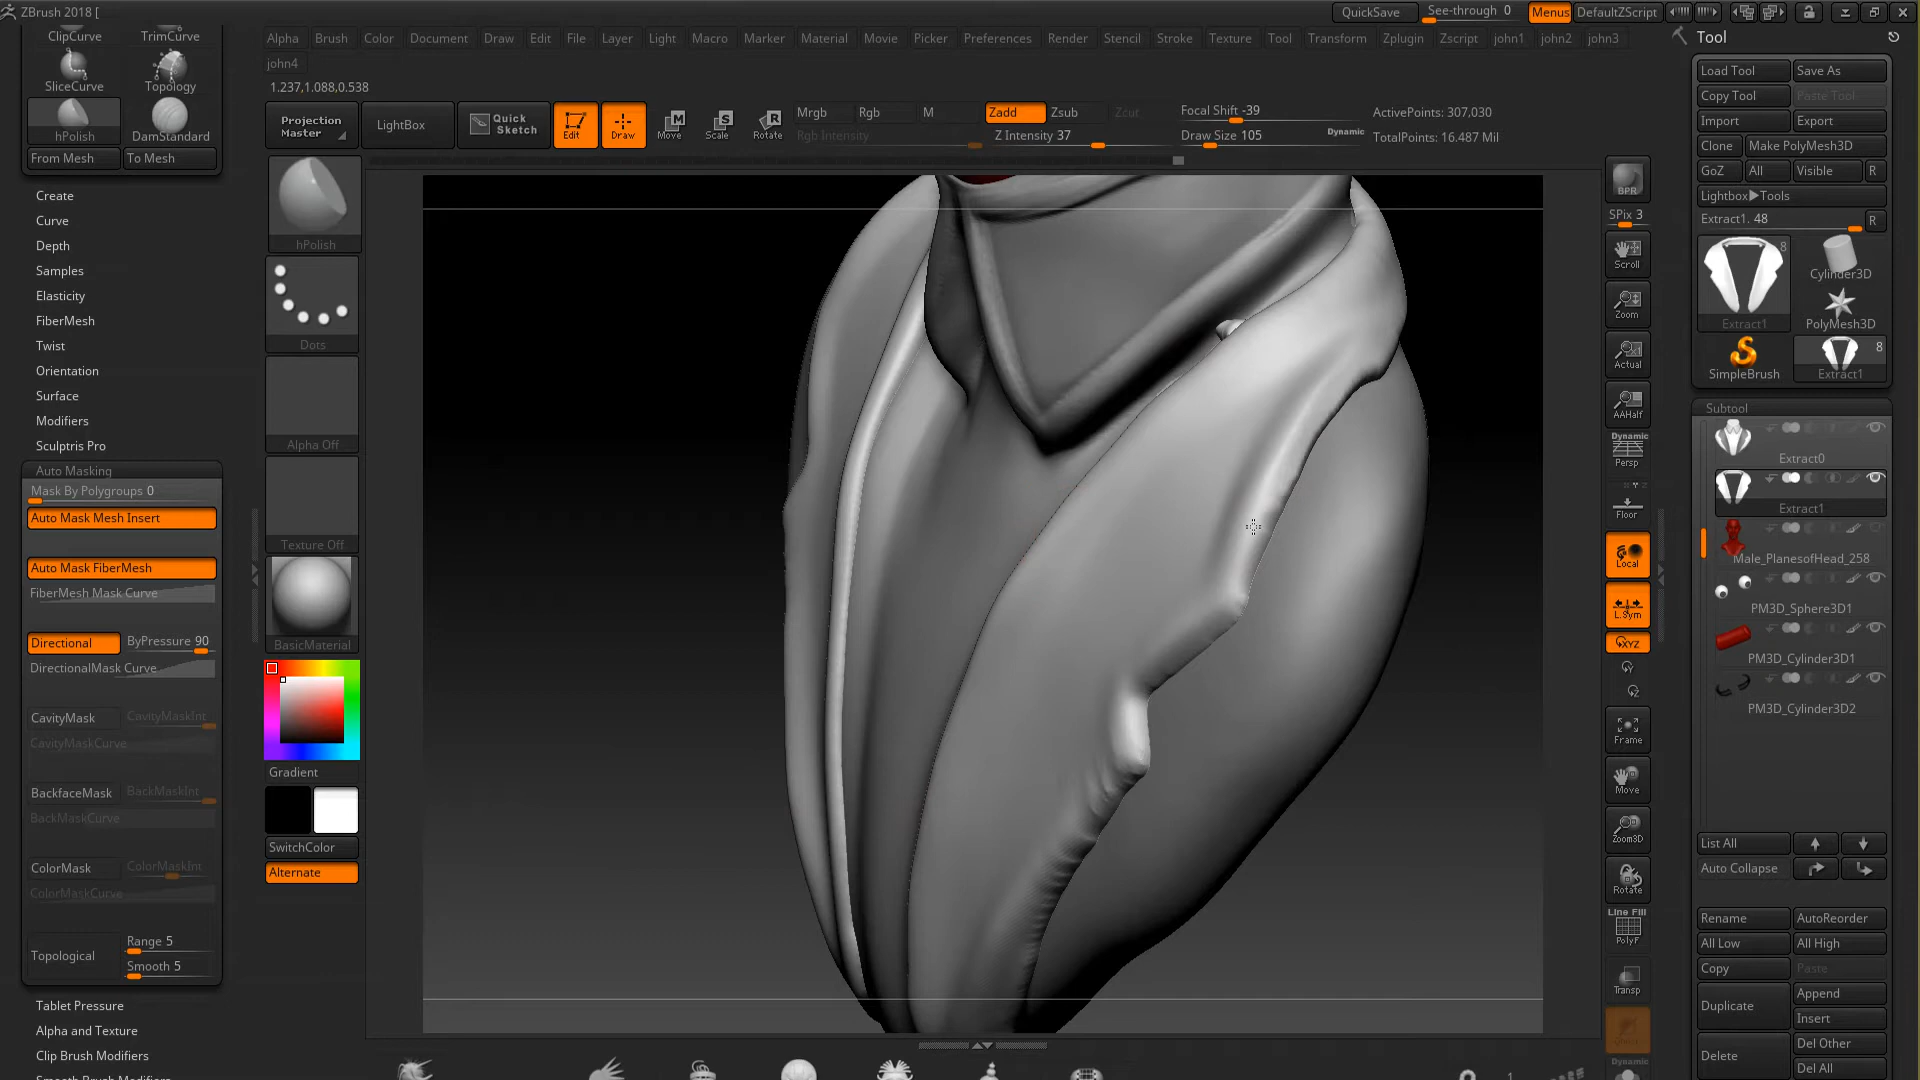 ZBrush 2018 [
QuickSave
See-through 0
Menus
DefaultZScript
ClipCurve
TrimCurve
Alpha
Brush
Color
Document
Draw
Edit
File
Layer
Light
Macro
Marker
Material
Movie
Picker
Preferences
Render
Stencil
Stroke
Texture
Tool
Transform
Zplugin
Zscript
john1
john2
john3
john4
Tool
SliceCurve
Topology
1.237,1.088,0.538
Load Tool
Save As
Copy Tool
Paste Tool
Import
Export
hPolish
DamStandard
From Mesh
To Mesh
Projection
Master
LightBox
Quick
Sketch
Edit
Draw
Move
Scale
Rotate
Mrgb
Rgb
M
Rgb Intensity
Zadd
Zsub
Zcut
Z Intensity 37
Focal Shift -39
Draw Size 105
Dynamic
ActivePoints: 307,030
TotalPoints: 16.487 Mil
Clone
Make PolyMesh3D
GoZ
All
Visible
R
Lightbox▶Tools
Extract1. 48
R
8
Cylinder3D
Extract1
PolyMesh3D
SimpleBrush
8
Extract1
Create
Curve
Depth
Samples
Elasticity
FiberMesh
Twist
Orientation
Surface
Modifiers
Sculptris Pro
Auto Masking
Mask By Polygroups 0
Auto Mask Mesh Insert
Auto Mask FiberMesh
FiberMesh Mask Curve
Directional
ByPressure 90
DirectionalMask Curve
CavityMask
CavityMaskInt
CavityMaskCurve
BackfaceMask
BackMaskInt
BackMaskCurve
ColorMask
ColorMaskInt
ColorMaskCurve
Topological
Range 5
Smooth 5
Tablet Pressure
Alpha and Texture
Clip Brush Modifiers
Smooth Brush Modifiers
hPolish
Dots
Alpha Off
Texture Off
BasicMaterial
Gradient
SwitchColor
Alternate
BPR
SPix 3
Scroll
Zoom
Actual
AAHalf
Dynamic
Persp
Floor
Local
L.Sym
XYZ
Frame
Move
Zoom3D
Rotate
Line Fill
PolyF
Transp
Dynamic
Subtool
Extract0
Extract1
Male_PlanesofHead_258
PM3D_Sphere3D1
PM3D_Cylinder3D1
PM3D_Cylinder3D2
List All
Auto Collapse
Rename
AutoReorder
All Low
All High
Copy
Paste
Duplicate
Append
Insert
Delete
Del Other
Del All